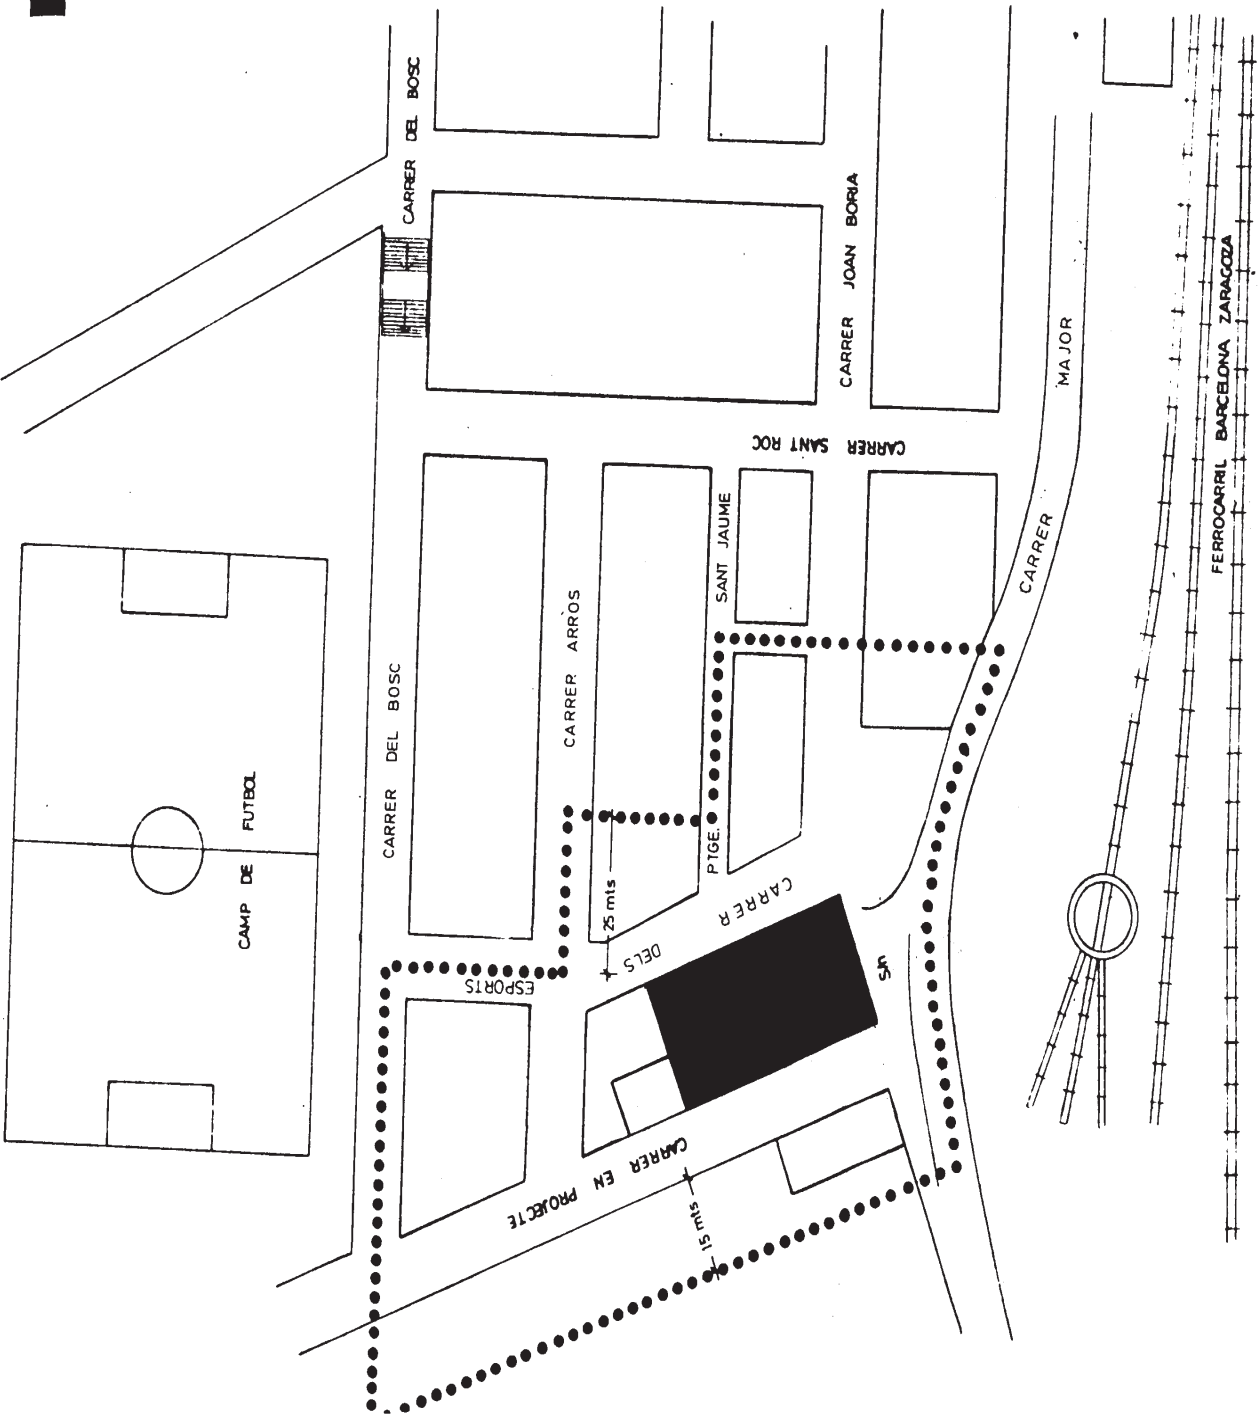 CARRER DEL BOSC
CARRER JOAN BORIA
MAJOR
FERROCARRIL BARCELONA ZARAGOZA
CARRER SANT ROC
CARRER
SANT JAUME
CARRER ARRÒS
CARRER DEL BOSC
CAMP DE FUTBOL
PTGE.
25 mts
CARRER
DELS
ESPORTS
S/n
CARRER EN PROJECTE
15 mts